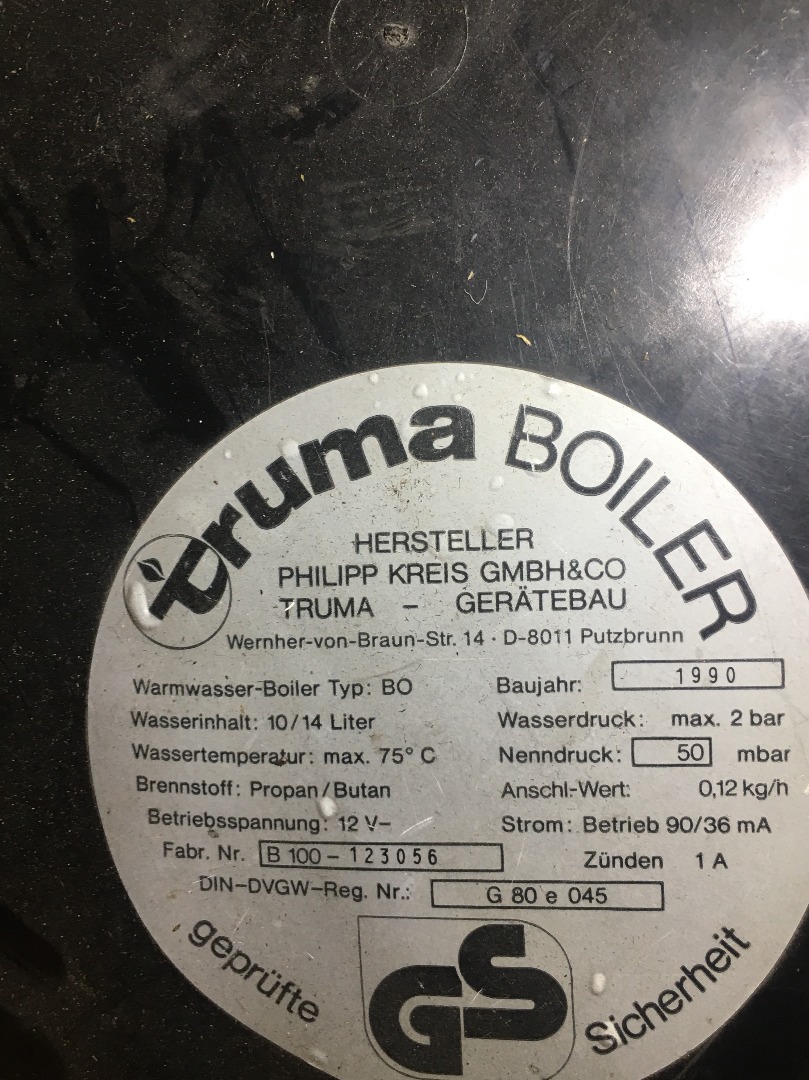 truma BOILER
HERSTELLER
PHILIPP KREIS GMBH&CO
TRUMA – GERÄTEBAU
Wernher-von-Braun-Str. 14 · D-8011 Putzbrunn
Warmwasser-Boiler Typ: BO Baujahr: 1990
Wasserinhalt: 10/14 Liter Wasserdruck: max. 2 bar
Wassertemperatur: max. 75° C Nenndruck: 50 mbar
Brennstoff: Propan/Butan Anschl-Wert: 0,12 kg/h
Betriebsspannung: 12 V– Strom: Betrieb 90/36 mA
Fabr. Nr. B 100 – 123056 Zünden 1 A
DIN–DVGW–Reg. Nr.: G 80 e 045
geprüfte GS Sicherheit